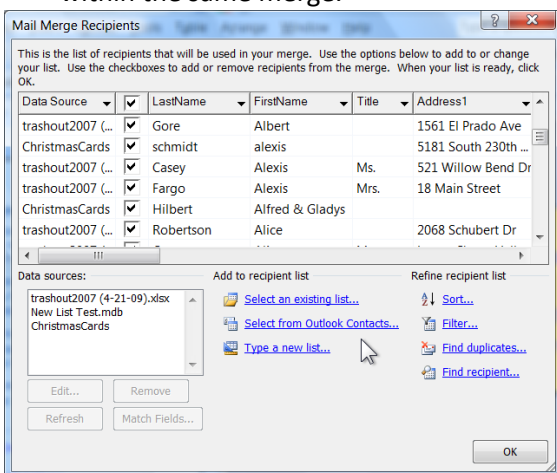 within the same merge.
Mail Merge Recipients
This is the list of recipients that will be used in your merge. Use the options below to add to or change
your list. Use the checkboxes to add or remove recipients from the merge. When your list is ready, click
OK.
Data Source LastName FirstName Title Address1
trashout2007 (... Gore Albert 1561 El Prado Ave
ChristmasCards schmidt alexis 5181 South 230th ...
trashout2007 (... Casey Alexis Ms. 521 Willow Bend Dr
trashout2007 (... Fargo Alexis Mrs. 18 Main Street
ChristmasCards Hilbert Alfred & Gladys
trashout2007 (... Robertson Alice 2068 Schubert Dr
Data sources: Add to recipient list Refine recipient list
trashout2007 (4-21-09).xlsx Select an existing list... Sort...
New List Test.mdb
ChristmasCards Select from Outlook Contacts... Filter...
Type a new list... Find duplicates...
Find recipient...
Edit... Remove
Refresh Match Fields...
OK